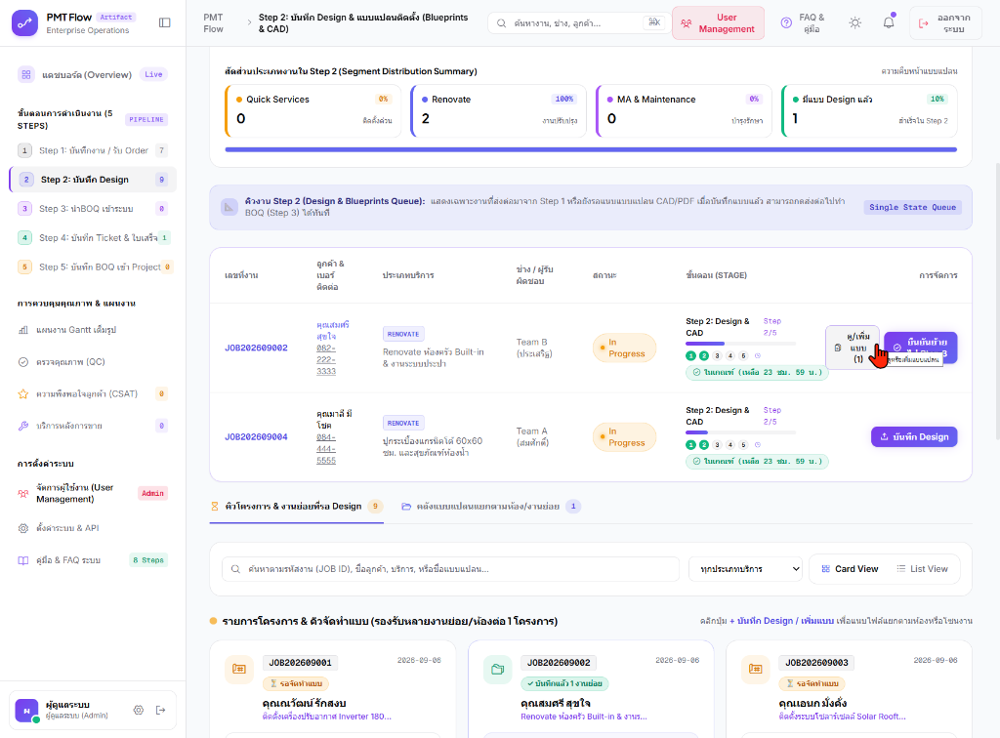 PMT Flow Artifact
Enterprise Operations
PMT Flow
Step 2: บันทึก Design & แบบแปลนติดตั้ง (Blueprints & CAD)
ค้นหางาน, ช่าง, ลูกค้า...
⌘K
User Management
FAQ & คู่มือ
ออกจากระบบ
แดชบอร์ด (Overview) Live
ขั้นตอนการดำเนินงาน (5 STEPS) PIPELINE
1 Step 1: บันทึกงาน / รับ Order 7
2 Step 2: บันทึก Design 9
3 Step 3: นำBOQ เข้าระบบ 0
4 Step 4: บันทึก Ticket & ใบเสร็จ 1
5 Step 5: บันทึก BOQ เข้า Project 0
การควบคุมคุณภาพ & แผนงาน
แผนงาน Gantt เต็มรูป
ตรวจคุณภาพ (QC)
ความพึงพอใจลูกค้า (CSAT) 0
บริการหลังการขาย 0
การตั้งค่าระบบ
จัดการผู้ใช้งาน (User Management) Admin
ตั้งค่าระบบ & API
คู่มือ & FAQ ระบบ 8 Steps
ผู้ดูแลระบบ
ผู้ดูแลระบบ (Admin)
สัดส่วนประเภทงานใน Step 2 (Segment Distribution Summary)
ความคืบหน้าแบบแปลน
Quick Services 0%
0 ติดตั้งด่วน
Renovate 100%
2 งานปรับปรุง
MA & Maintenance 0%
0 บำรุงรักษา
มีแบบ Design แล้ว 10%
1 สำเร็จใน Step 2
คิวงาน Step 2 (Design & Blueprints Queue): แสดงเฉพาะงานที่ส่งต่อมาจาก Step 1 หรือยังรอแนบแบบแปลน CAD/PDF เมื่อบันทึกแบบแล้ว สามารถกดส่งต่อไปทำ
BOQ (Step 3) ได้ทันที
Single State Queue
เลขที่งาน
ลูกค้า & เบอร์ติดต่อ
ประเภทบริการ
ช่าง / ผู้รับผิดชอบ
สถานะ
ขั้นตอน (STAGE)
การจัดการ
JOB202609002
คุณสมศรี สุขใจ
082-222-3333
RENOVATE
Renovate ห้องครัว Built-in & งานระบบประปา
Team B (ประเสริฐ)
In Progress
Step 2: Design & CAD
Step 2/5
1 2 3 4 5
ในเกณฑ์ (เหลือ 23 ชม. 59 น.)
ดู/เพิ่มแบบ (1)
ยืนยันย้าย
JOB202609004
คุณมาลี มีโชค
084-444-5555
RENOVATE
ปูกระเบื้องแกรนิตโต้ 60x60 ซม. และสุขภัณฑ์ห้องน้ำ
Team A (สมศักดิ์)
In Progress
Step 2: Design & CAD
Step 2/5
1 2 3 4 5
ในเกณฑ์ (เหลือ 23 ชม. 59 น.)
บันทึก Design
คิวโครงการ & งานย่อยที่รอ Design 9
คลังแบบแปลนแยกตามห้อง/งานย่อย 1
ค้นหาตามรหัสงาน (JOB ID), ชื่อลูกค้า, บริการ, หรือชื่อแบบแปลน...
ทุกประเภทบริการ
Card View
List View
รายการโครงการ & คิวจัดทำแบบ (รองรับหลายงานย่อย/ห้องต่อ 1 โครงการ)
คลิกปุ่ม + บันทึก Design / เพิ่มแบบ เพื่อแนบไฟล์แยกตามห้องหรือโซนงาน
JOB202609001 2026-09-06
รอจัดทำแบบ
คุณณวัฒน์ รักสงบ
ติดตั้งเครื่องปรับอากาศ Inverter 180...
JOB202609002 2026-09-06
บันทึกแล้ว 1 งานย่อย
คุณสมศรี สุขใจ
Renovate ห้องครัว Built-in & งานร...
JOB202609003 2026-09-06
รอจัดทำแบบ
คุณเอนก มั่งคั่ง
ติดตั้งระบบโซลาร์เซลล์ Solar Rooft...